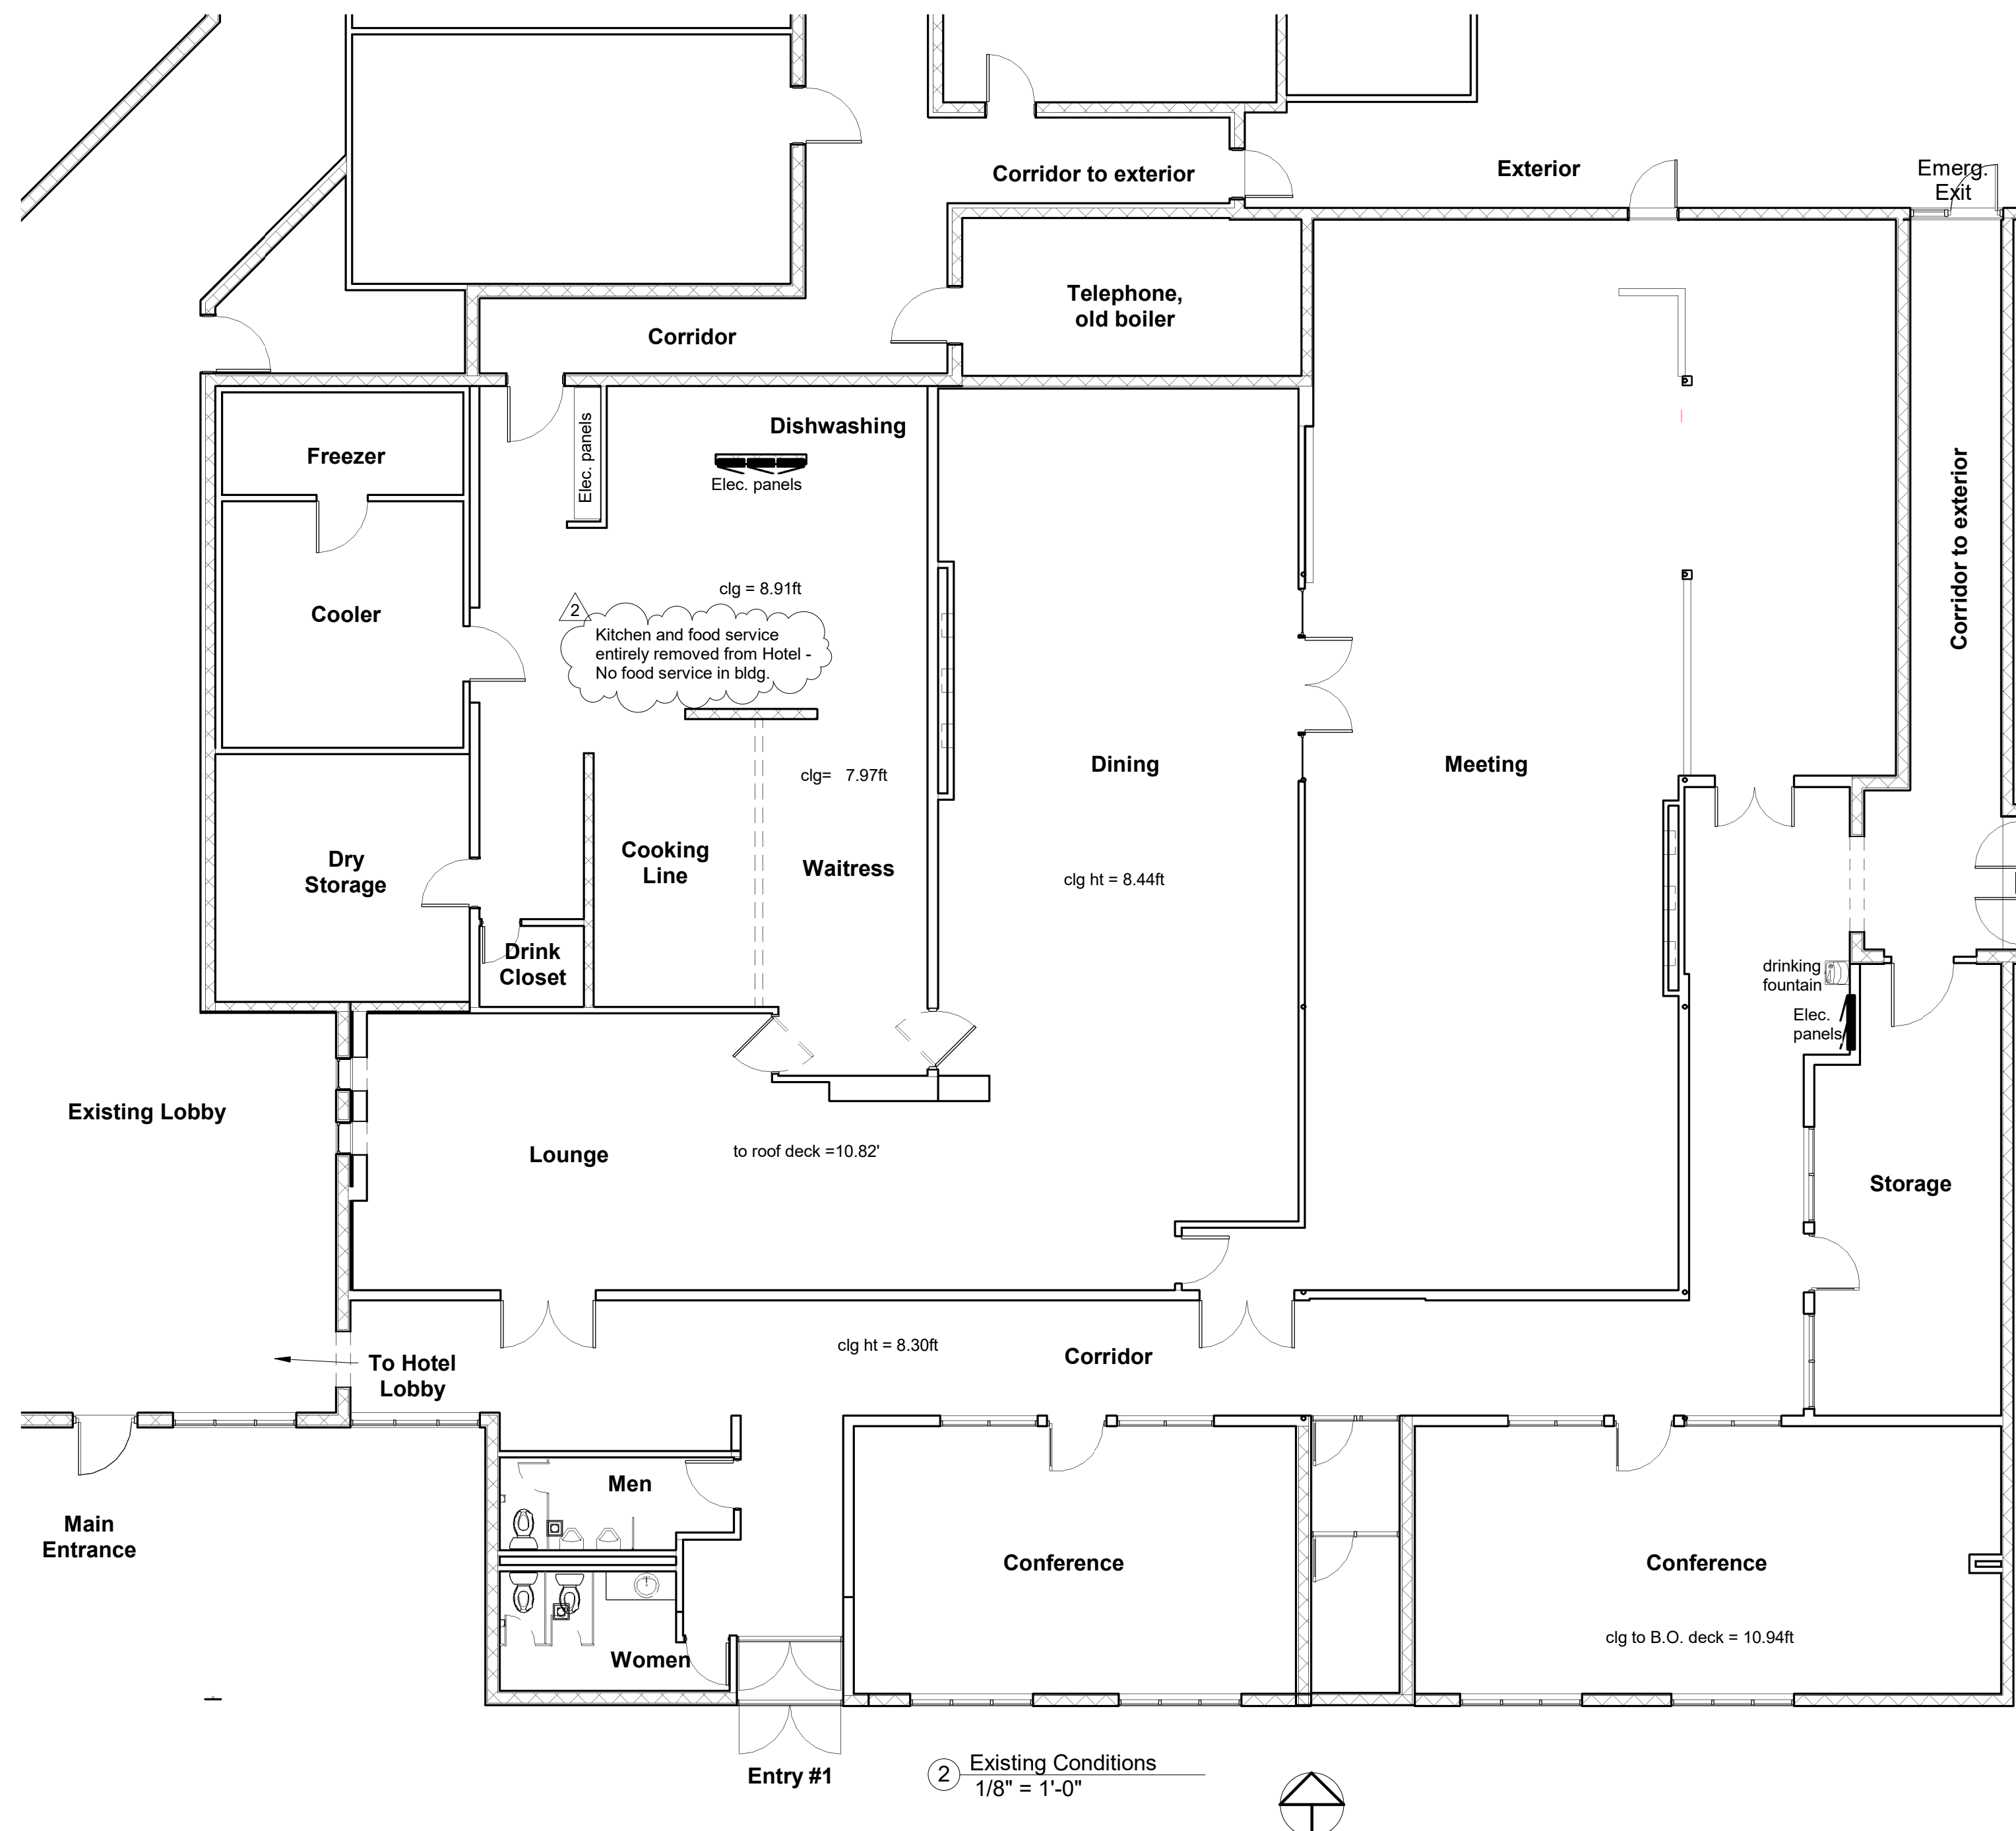 Corridor to exterior
Exterior
Emerg.
Exit
Telephone,
old boiler
Corridor
Dishwashing
Elec. panels
Elec. panels
Freezer
Corridor to exterior
clg = 8.91ft
2
Kitchen and food service
entirely removed from Hotel -
No food service in bldg.
Cooler
Dining
Meeting
clg=   7.97ft
Cooking
Line
Waitress
Dry
Storage
clg ht = 8.44ft
Drink
Closet
drinking
fountain
Elec.
panels
Existing Lobby
Lounge
to roof deck =10.82'
Storage
clg ht = 8.30ft
Corridor
To Hotel
Lobby
Men
Main
Entrance
Conference
Conference
Women
clg to B.O. deck = 10.94ft
Entry #1
2
Existing Conditions
1/8" = 1'-0"